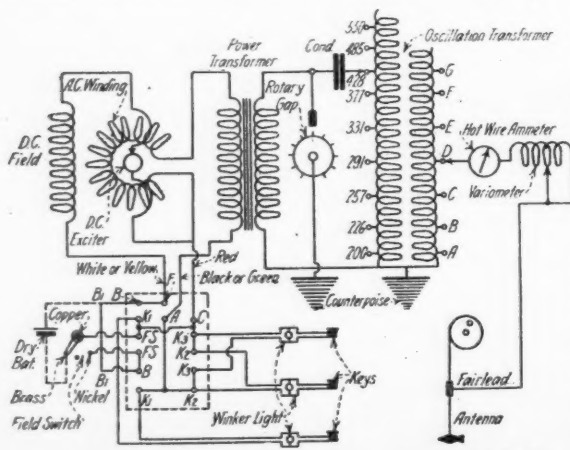 A.C. Winding
D.C.
Field
D.C.
Exciter
Power
Transformer
Rotary
Gap
Cond.
Oscillation Transformer
550
485
428
377
331
291
257
226
200
G
F
E
D
C
B
A
Hot Wire Ammeter
Variometer
Red
White or Yellow
F.
Black or Green
Counterpoise
B1
B
Copper
K1
A
C
FS
K3
Dry
Bat.
FS
K2
B
K3
B1
K1
K2
Brass
Nickel
Field Switch
Winker Light
Keys
Fairlead
Antenna